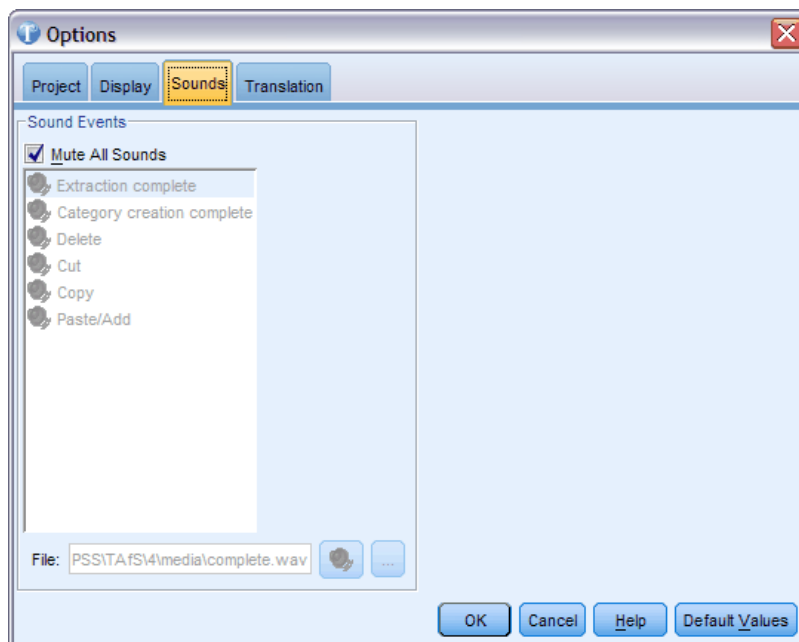 Options
Project Display Sounds Translation
Sound Events
Mute All Sounds
Extraction complete
Category creation complete
Delete
Cut
Copy
Paste/Add
File: PSS\TAfS\4\media\complete.wav ...
OK Cancel Help Default Values